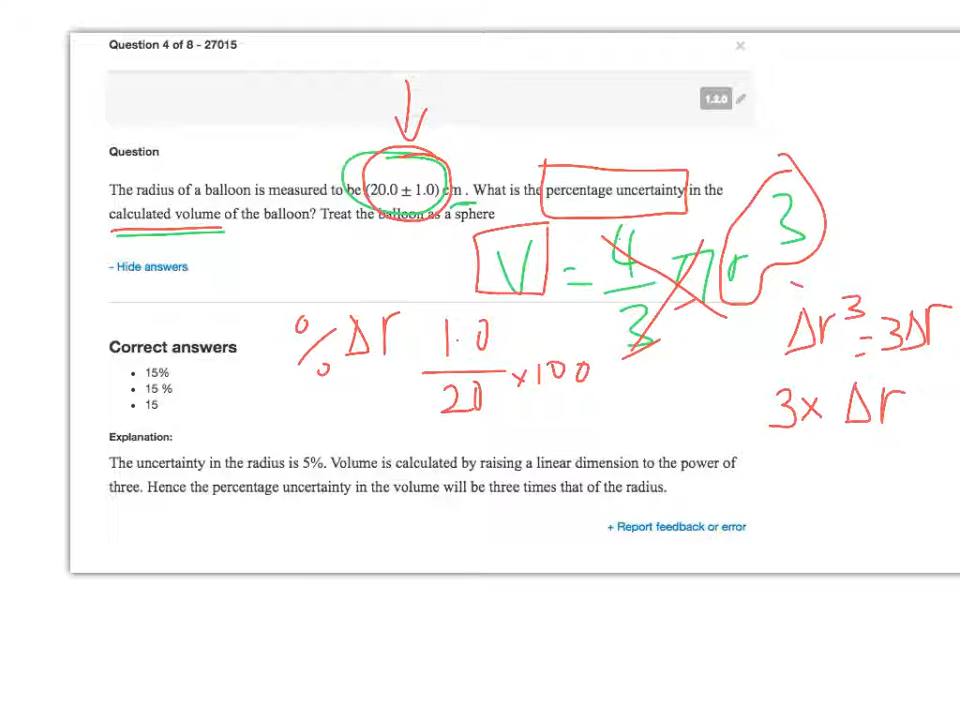 Question 4 of 8 - 27015
×
1.2.0
Question
The radius of a balloon is measured to be (20.0 ± 1.0) cm . What is the percentage uncertainty in the
calculated volume of the balloon? Treat the balloon as a sphere
3
V = 4/3 π r
- Hide answers
Δr³ = 3Δr
% Δr 1.0/20 ×100
3× Δr
Correct answers
• 15%
• 15 %
• 15
Explanation:
The uncertainty in the radius is 5%. Volume is calculated by raising a linear dimension to the power of
three. Hence the percentage uncertainty in the volume will be three times that of the radius.
+ Report feedback or error